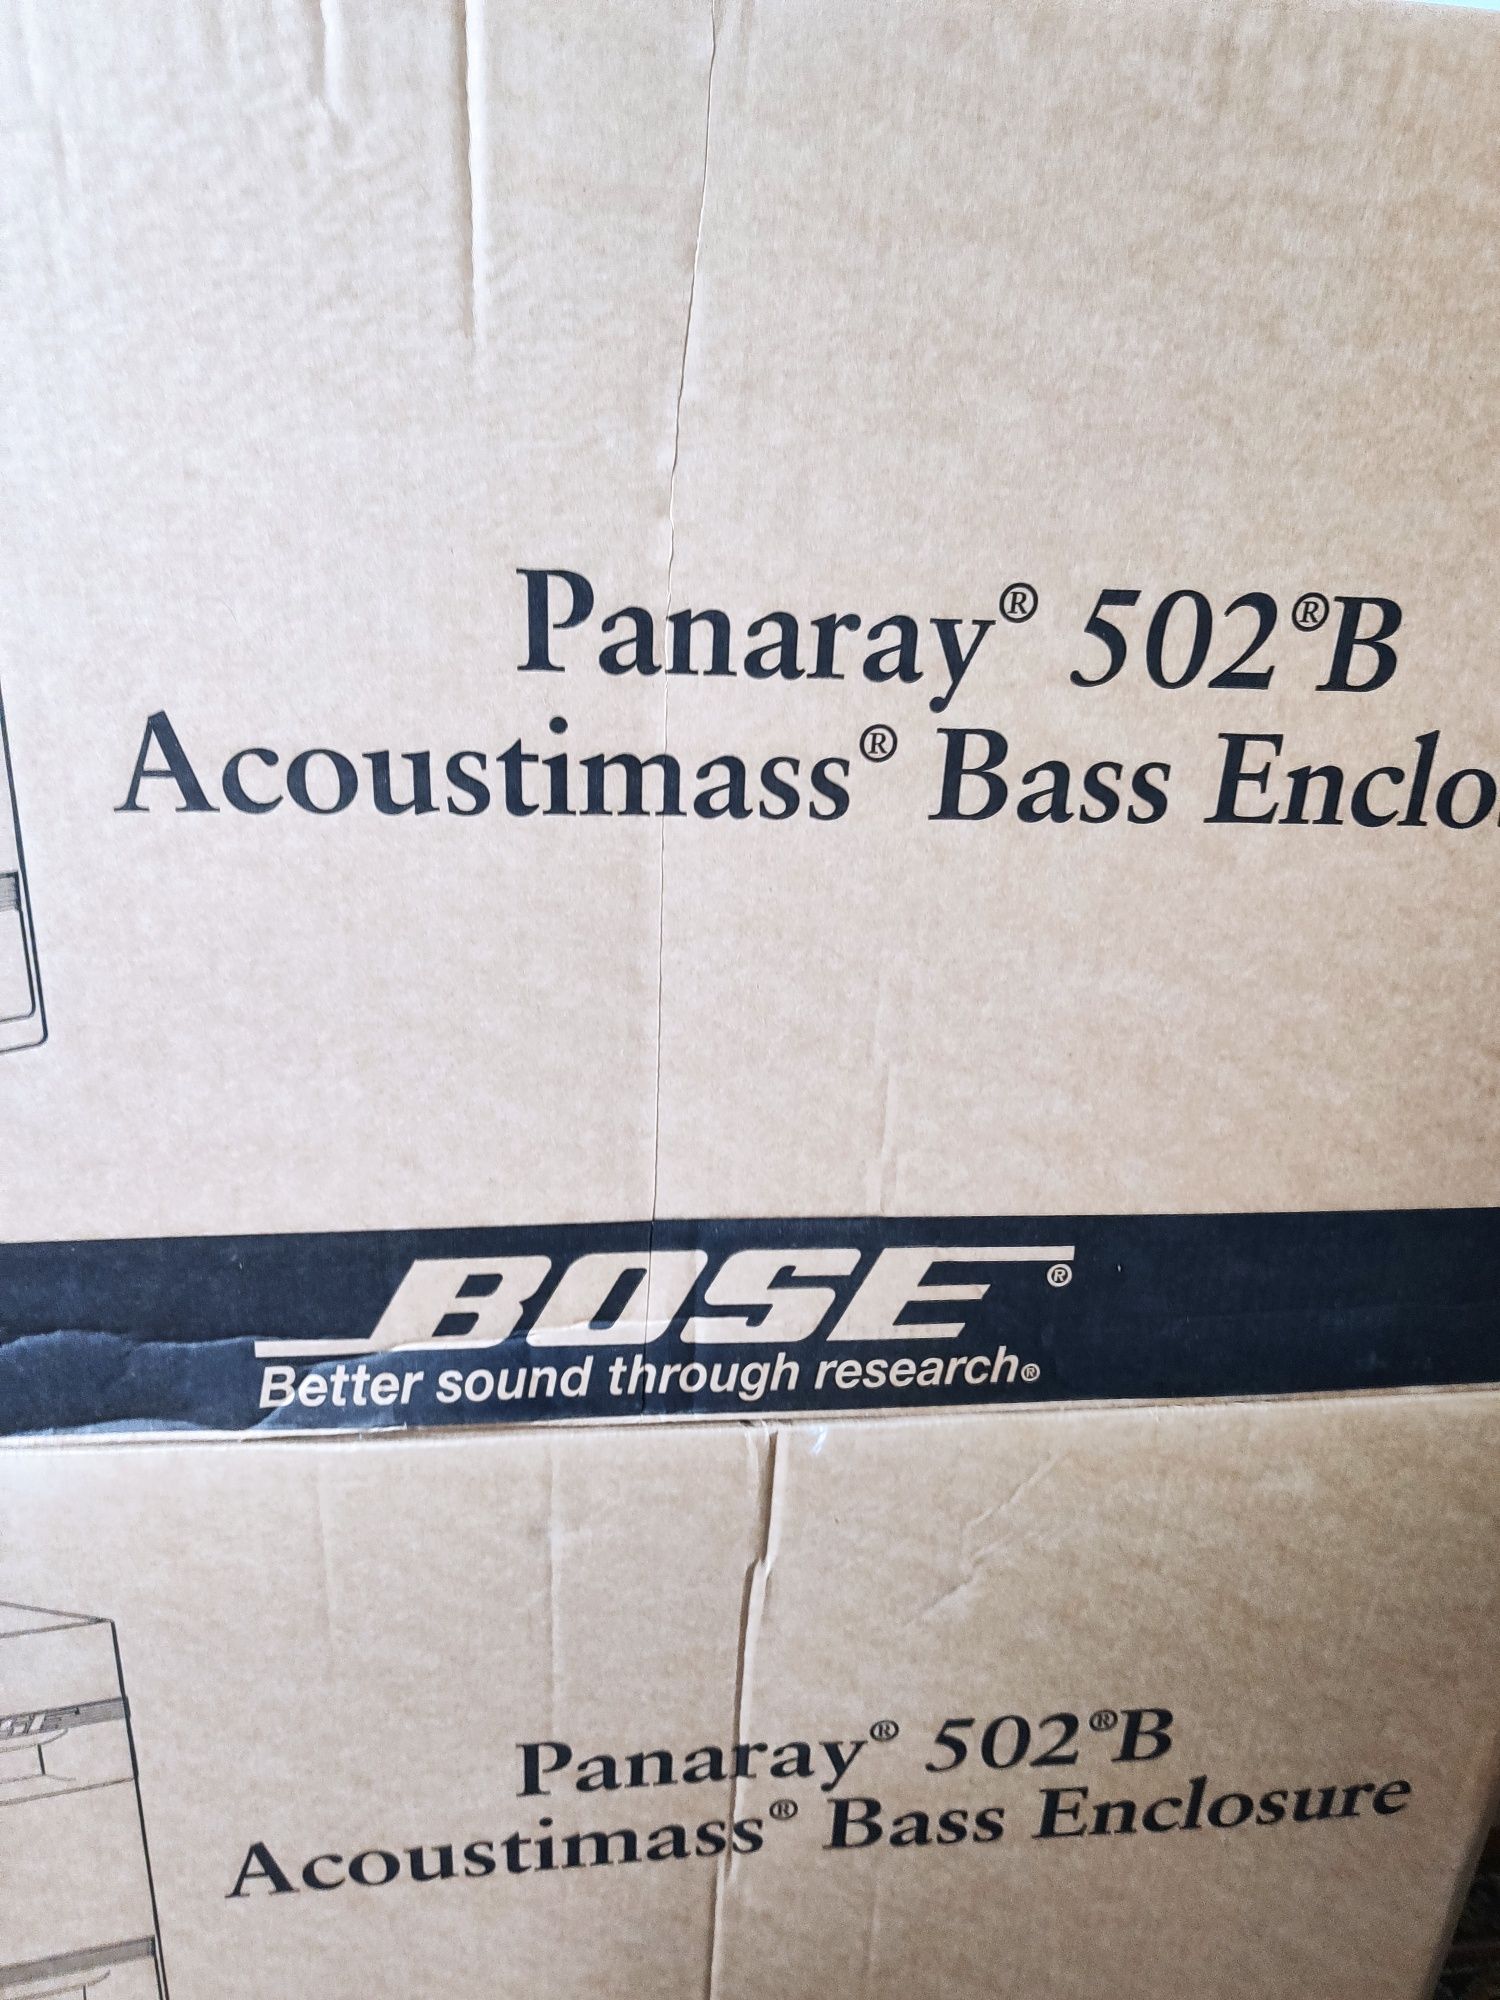 Panaray® 502®B
Acoustimass® Bass Enclo
BOSE®
Better sound through research®
Panaray® 502®B
Acoustimass® Bass Enclosure